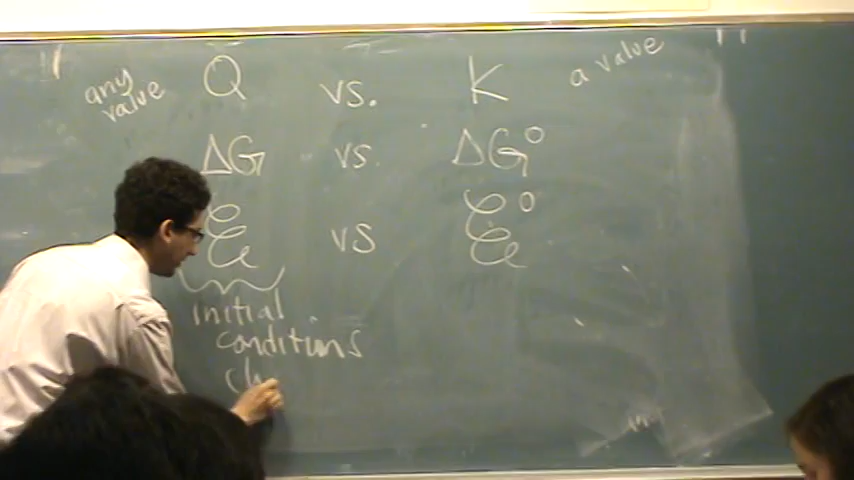 any value Q vs. K a value
ΔG vs. ΔG°
ℰ vs ℰ°
initial
conditions